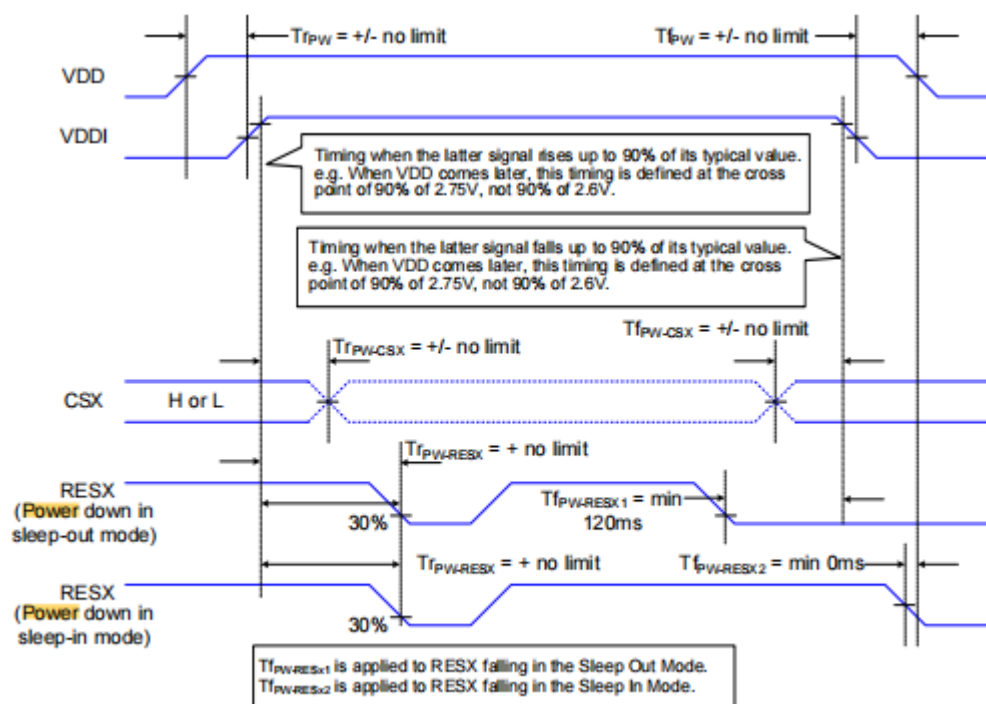 TrPW = +/- no limit
TfPW = +/- no limit
VDD
VDDI
Timing when the latter signal rises up to 90% of its typical value.
e.g. When VDD comes later, this timing is defined at the cross
point of 90% of 2.75V, not 90% of 2.6V.
Timing when the latter signal falls up to 90% of its typical value.
e.g. When VDD comes later, this timing is defined at the cross
point of 90% of 2.75V, not 90% of 2.6V.
TfPW-CSX = +/- no limit
TrPW-CSX = +/- no limit
CSX
H or L
TrPW-RESX = + no limit
RESX
(Power down in
sleep-out mode)
30%
TfPW-RESX1 = min
120ms
TrPW-RESX = + no limit
TfPW-RESX2 = min 0ms
RESX
(Power down in
sleep-in mode)
30%
TfPW-RESx1 is applied to RESX falling in the Sleep Out Mode.
TfPW-RESx2 is applied to RESX falling in the Sleep In Mode.